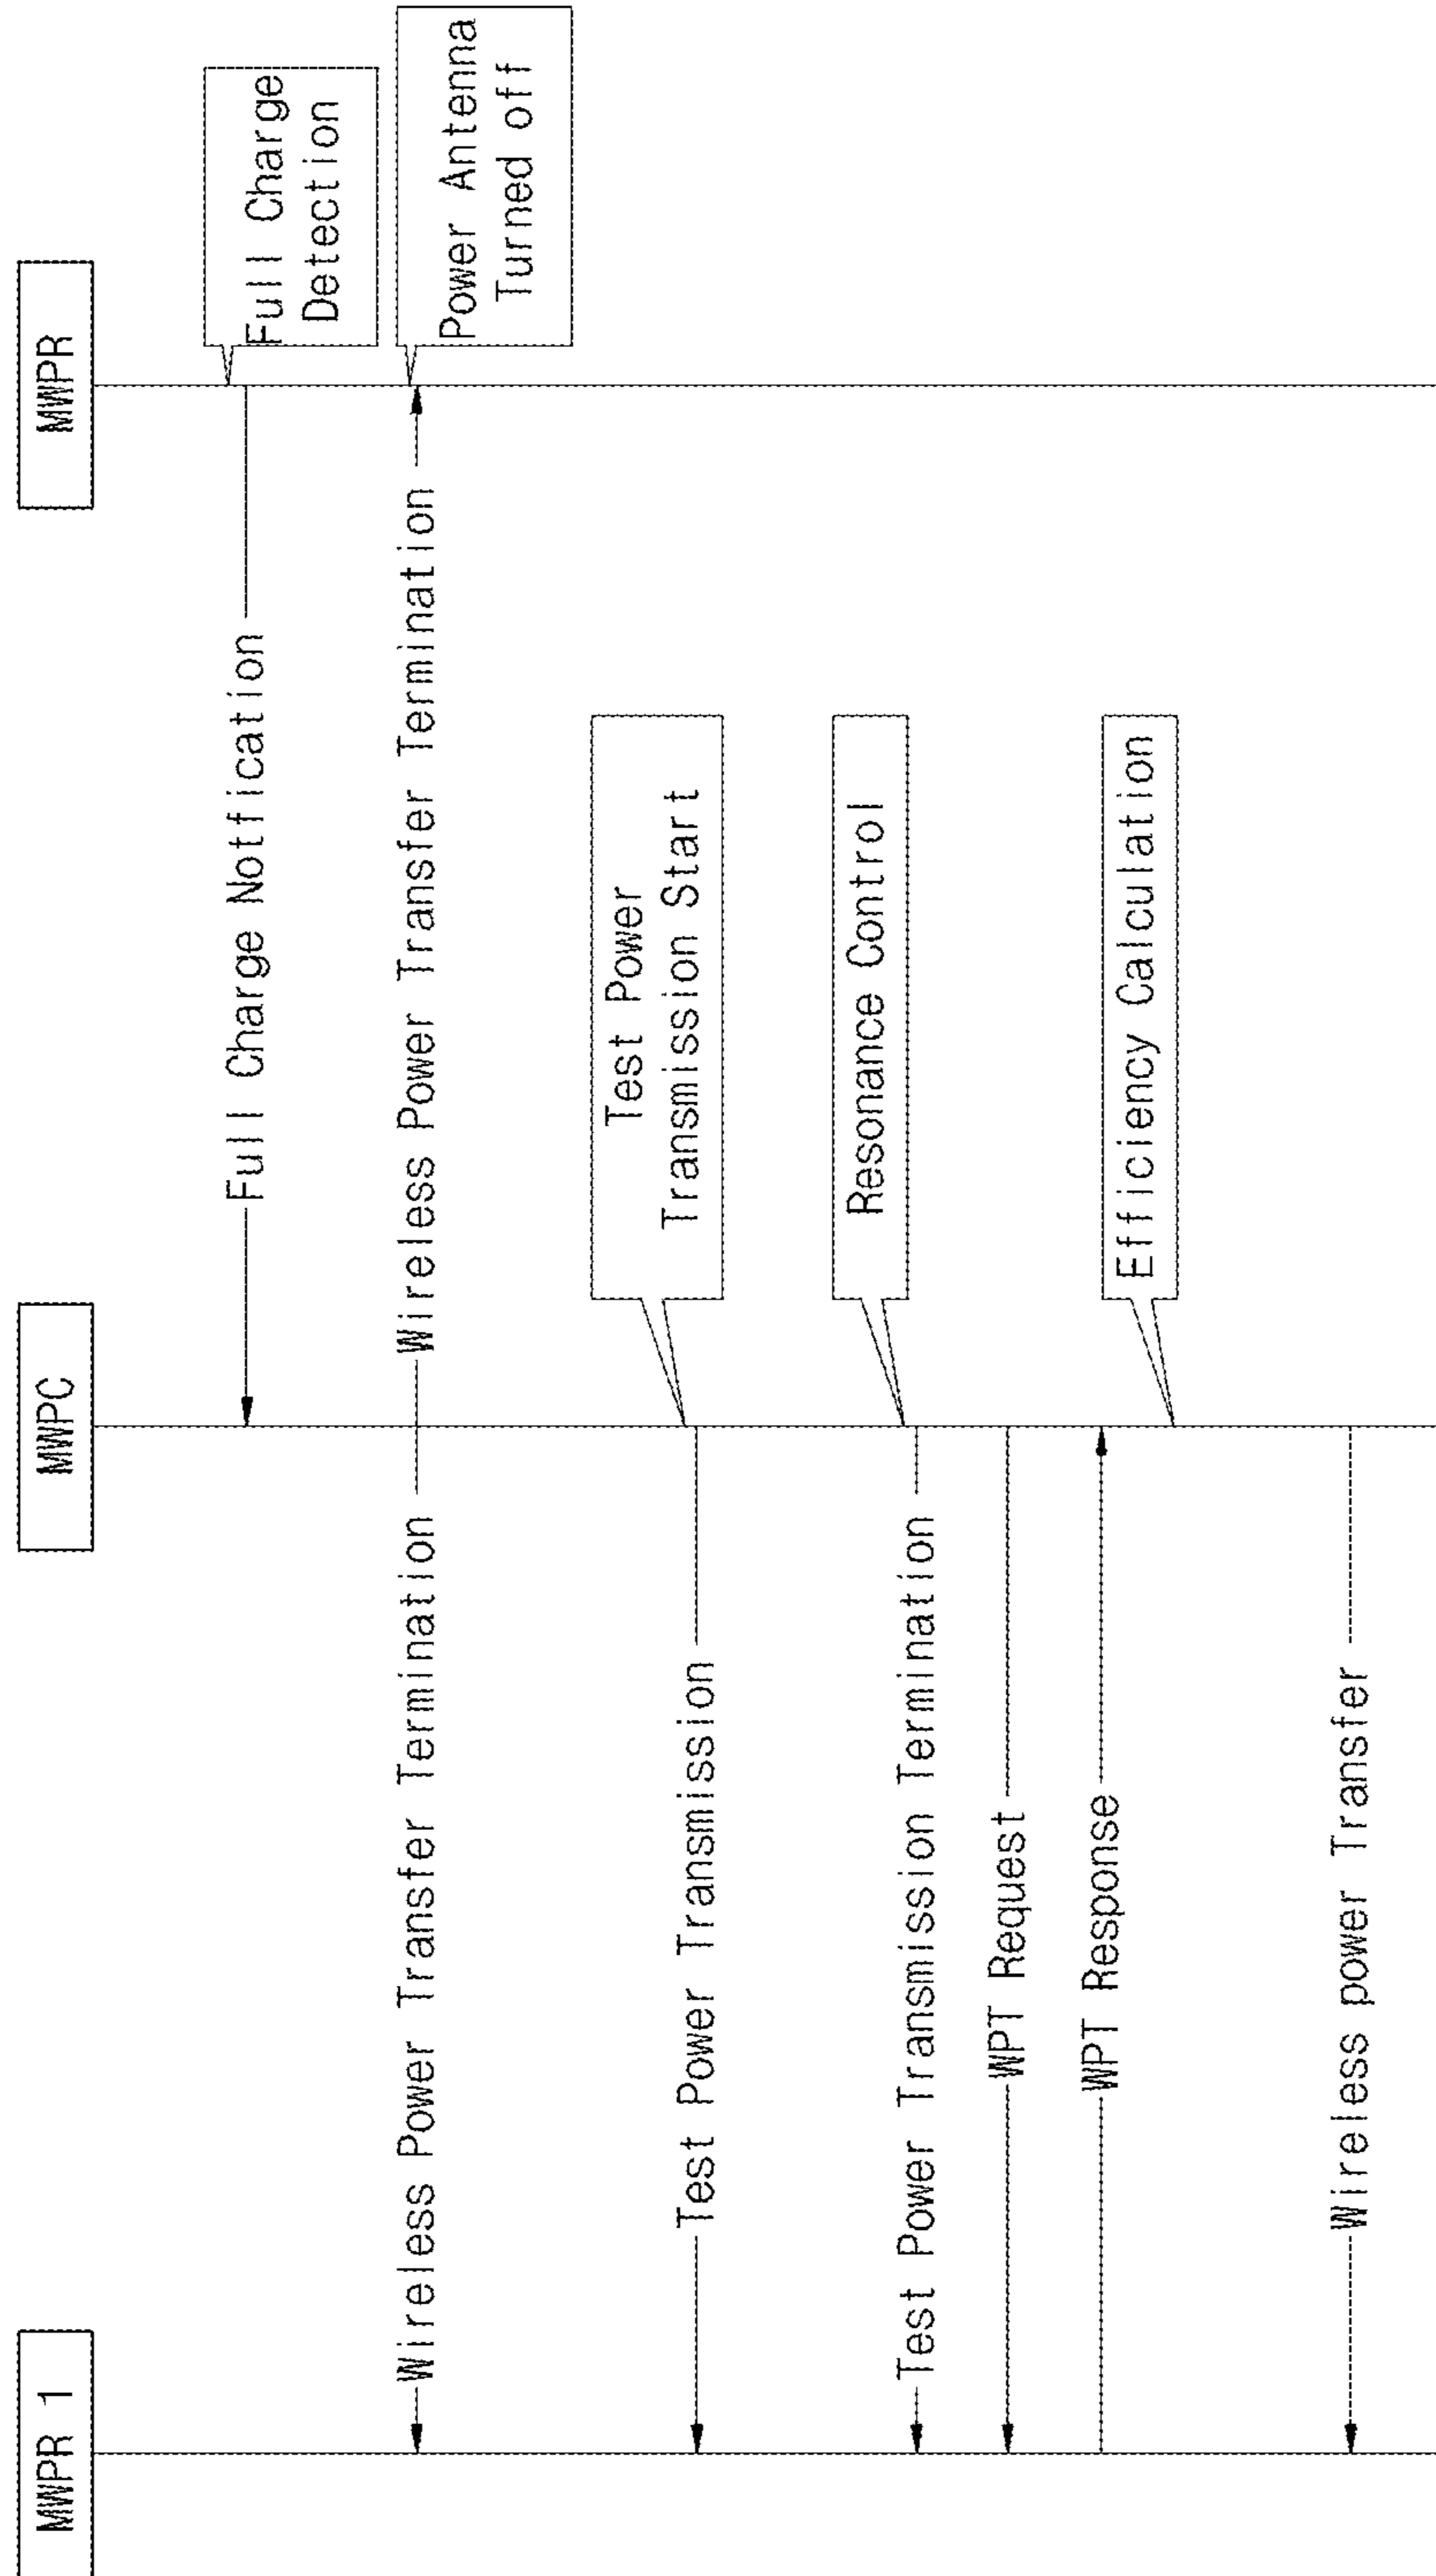 MWPR 1
MWPC
MWPR
Full Charge
Detection
Full Charge Notfication
Wireless Power Transfer Termination
Wireless Power Transfer Termination
Power Antenna
Turned off
Test Power
Transmission Start
Test Power Transmission
Resonance Control
Test Power Transmission Termination
WPT Request
WPT Response
Efficiency Calculation
Wireless power Transfer